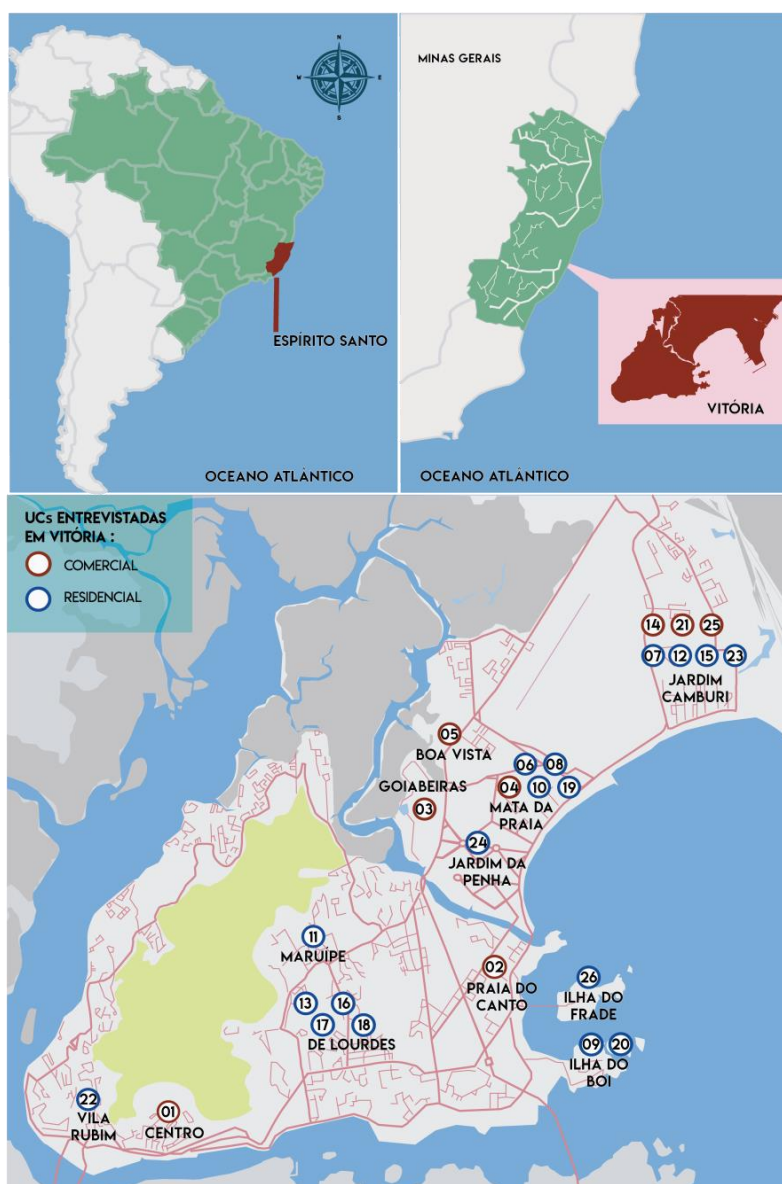 N
W
E
S
ESPÍRITO SANTO
OCEANO ATLÂNTICO
MINAS GERAIS
VITÓRIA
OCEANO ATLÂNTICO
UCs ENTREVISTADAS
EM VITÓRIA :
COMERCIAL
RESIDENCIAL
14 21 25
07 12 15 23
JARDIM
CAMBURI
05
BOA VISTA
06 08
04 10 19
MATA DA
PRAIA
GOIABEIRAS
03
24
JARDIM DA
PENHA
11
MARUÍPE
02
PRAIA DO
CANTO
26
ILHA DO
FRADE
13 16
17 18
DE LOURDES
09 20
ILHA DO
BOI
22
VILA
RUBIM
01
CENTRO